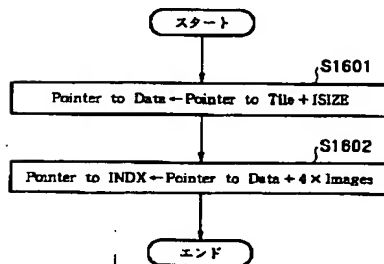 スタート
S1601
Pointer to Data←Pointer to Tile+ISIZE
S1602
Pointer to INDX←Pointer to Data+4×Images
エンド